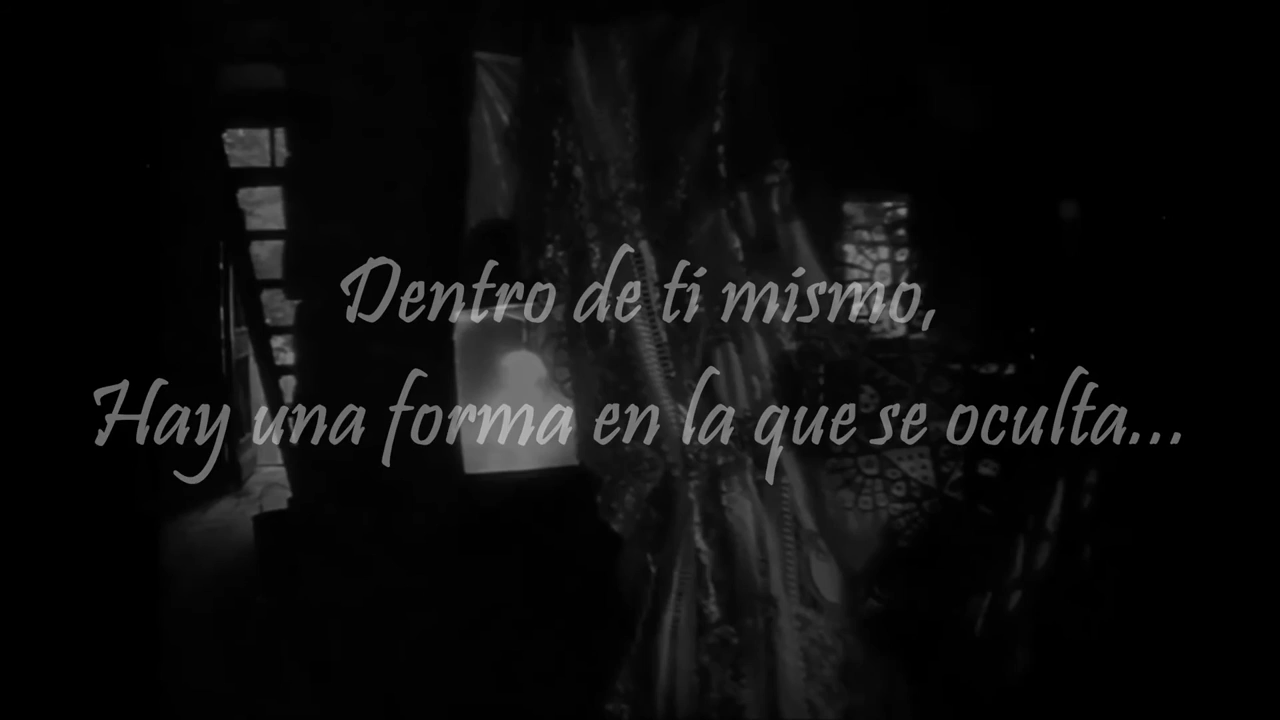 Dentro de ti mismo,
Hay una forma en la que se oculta...